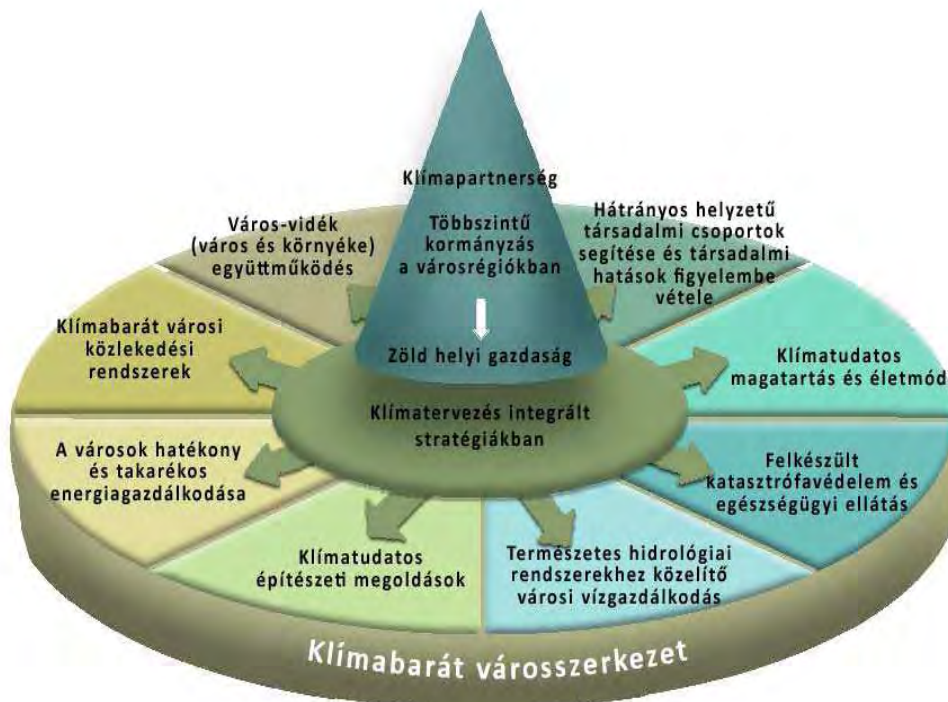 Klímapartnerség
Többszintű
kormányzás
a városrégiókban
Zöld helyi gazdaság
Klímatervezés integrált
stratégiákban
Város-vidék
(város és környéke)
együttműködés
Hátrányos helyzetű
társadalmi csoportok
segítése és társadalmi
hatások figyelembe
vétele
Klímabarát városi
közlekedési
rendszerek
Klímatudatos
magatartás és életmód
A városok hatékony
és takarékos
energiagazdálkodása
Felkészült
katasztrófavédelem és
egészségügyi ellátás
Klímatudatos
építészeti megoldások
Természetes hidrológiai
rendszerekhez közelítő
városi vízgazdálkodás
Klímabarát városszerkezet